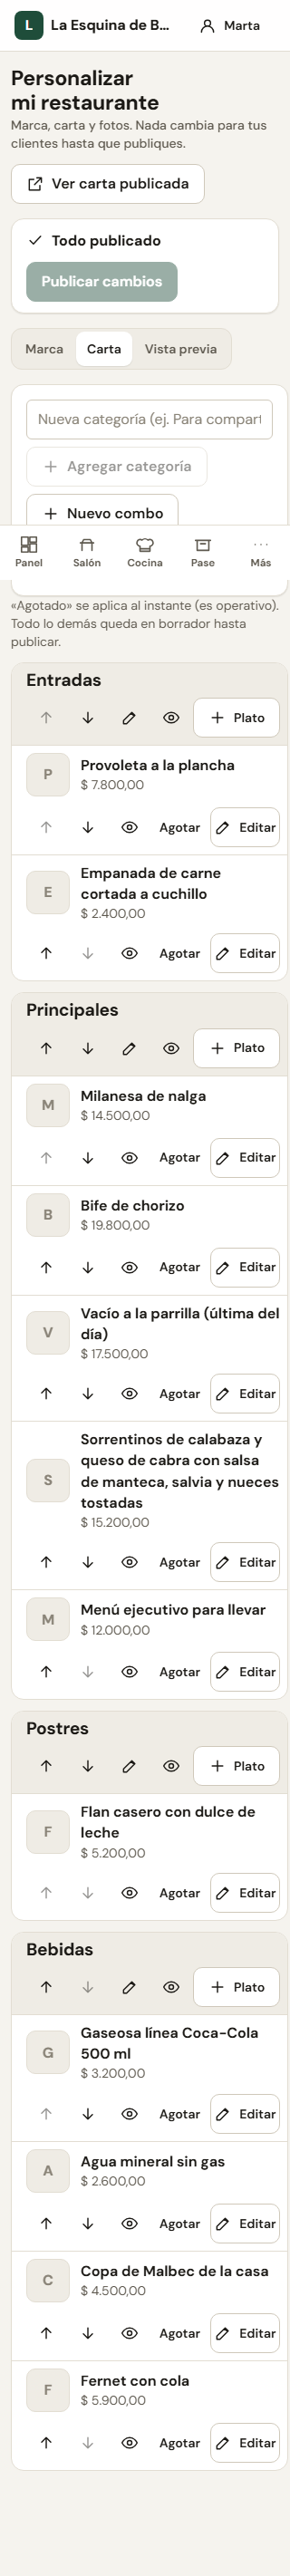 L La Esquina de B... Marta
Personalizar
mi restaurante
Marca, carta y fotos. Nada cambia para tus
clientes hasta que publiques.
Ver carta publicada
Todo publicado
Publicar cambios
Marca Carta Vista previa
Nueva categoría (ej. Para compart
Agregar categoría
Nuevo combo
Panel Salón Cocina Pase Más
«Agotado» se aplica al instante (es operativo).
Todo lo demás queda en borrador hasta
publicar.
Entradas
Plato
P Provoleta a la plancha
$ 7.800,00
Agotar Editar
E Empanada de carne
cortada a cuchillo
$ 2.400,00
Agotar Editar
Principales
Plato
M Milanesa de nalga
$ 14.500,00
Agotar Editar
B Bife de chorizo
$ 19.800,00
Agotar Editar
V Vacío a la parrilla (última del
día)
$ 17.500,00
Agotar Editar
S Sorrentinos de calabaza y
queso de cabra con salsa
de manteca, salvia y nueces
tostadas
$ 15.200,00
Agotar Editar
M Menú ejecutivo para llevar
$ 12.000,00
Agotar Editar
Postres
Plato
F Flan casero con dulce de
leche
$ 5.200,00
Agotar Editar
Bebidas
Plato
G Gaseosa línea Coca-Cola
500 ml
$ 3.200,00
Agotar Editar
A Agua mineral sin gas
$ 2.600,00
Agotar Editar
C Copa de Malbec de la casa
$ 4.500,00
Agotar Editar
F Fernet con cola
$ 5.900,00
Agotar Editar